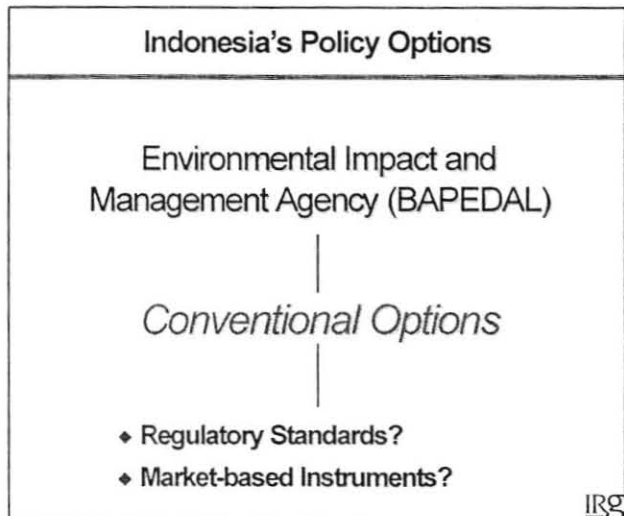 Indonesia's Policy Options
Environmental Impact and
Management Agency (BAPEDAL)
Conventional Options
◆ Regulatory Standards?
◆ Market-based Instruments?
IRg